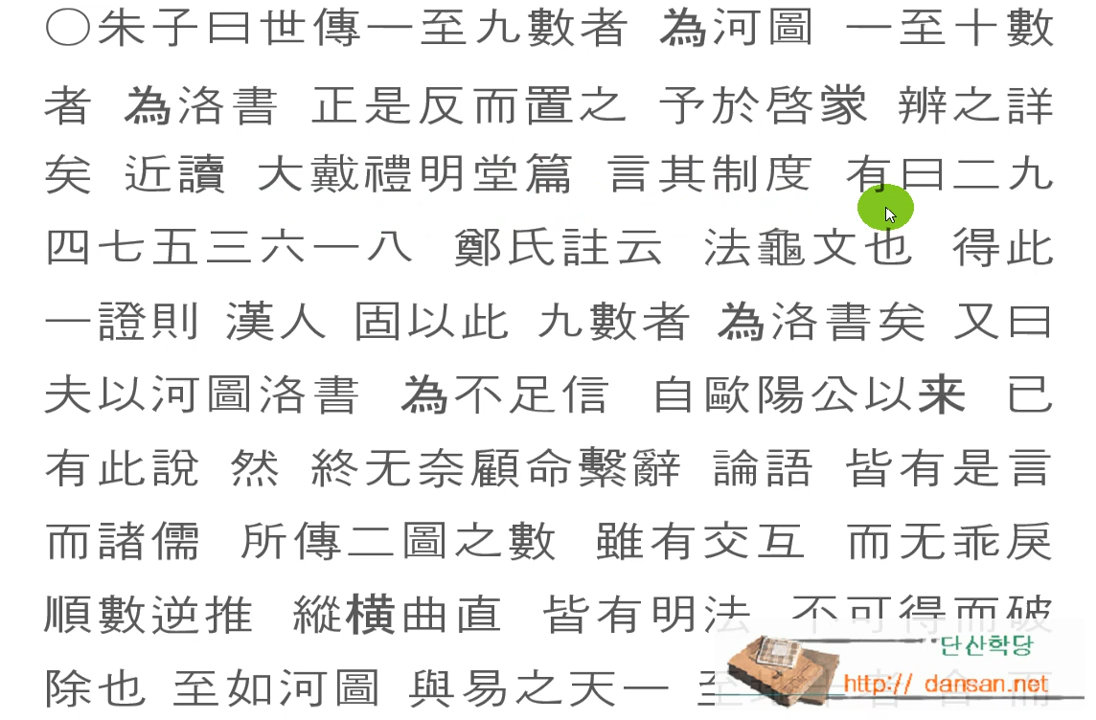 〇朱子曰世傳一至九數者 為河圖 一至十數
者 為洛書 正是反而置之 予於啓蒙 辨之詳
矣 近讀 大戴禮明堂篇 言其制度 有曰二九
四七五三六一八 鄭氏註云 法龜文也 得此
一證則 漢人 固以此 九數者 為洛書矣 又曰
夫以河圖洛書 為不足信 自歐陽公以来 已
有此說 然 終无奈顧命繫辭 論語 皆有是言
而諸儒 所傳二圖之數 雖有交互 而无乖戾
順數逆推 縱橫曲直 皆有明法 不可得而破
除也 至如河圖 與易之天一 至
단산학당
http:// dansan.net